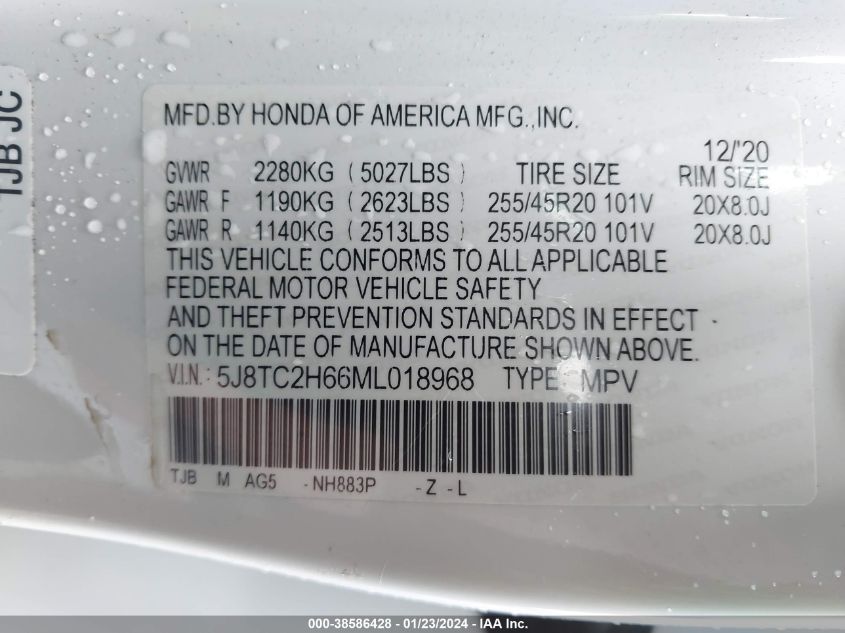 TJB JC
MFD.BY HONDA OF AMERICA MFG.,INC.
12/'20
GVWR 2280KG (5027LBS) TIRE SIZE RIM SIZE
GAWR F 1190KG (2623LBS) 255/45R20 101V 20X8.0J
GAWR R 1140KG (2513LBS) 255/45R20 101V 20X8.0J
THIS VEHICLE CONFORMS TO ALL APPLICABLE
FEDERAL MOTOR VEHICLE SAFETY
AND THEFT PREVENTION STANDARDS IN EFFECT
ON THE DATE OF MANUFACTURE SHOWN ABOVE.
V.I.N.: 5J8TC2H66ML018968 TYPE: MPV
TJB M AG5 -NH883P -Z -L
000-38586428 - 01/23/2024 - IAA Inc.